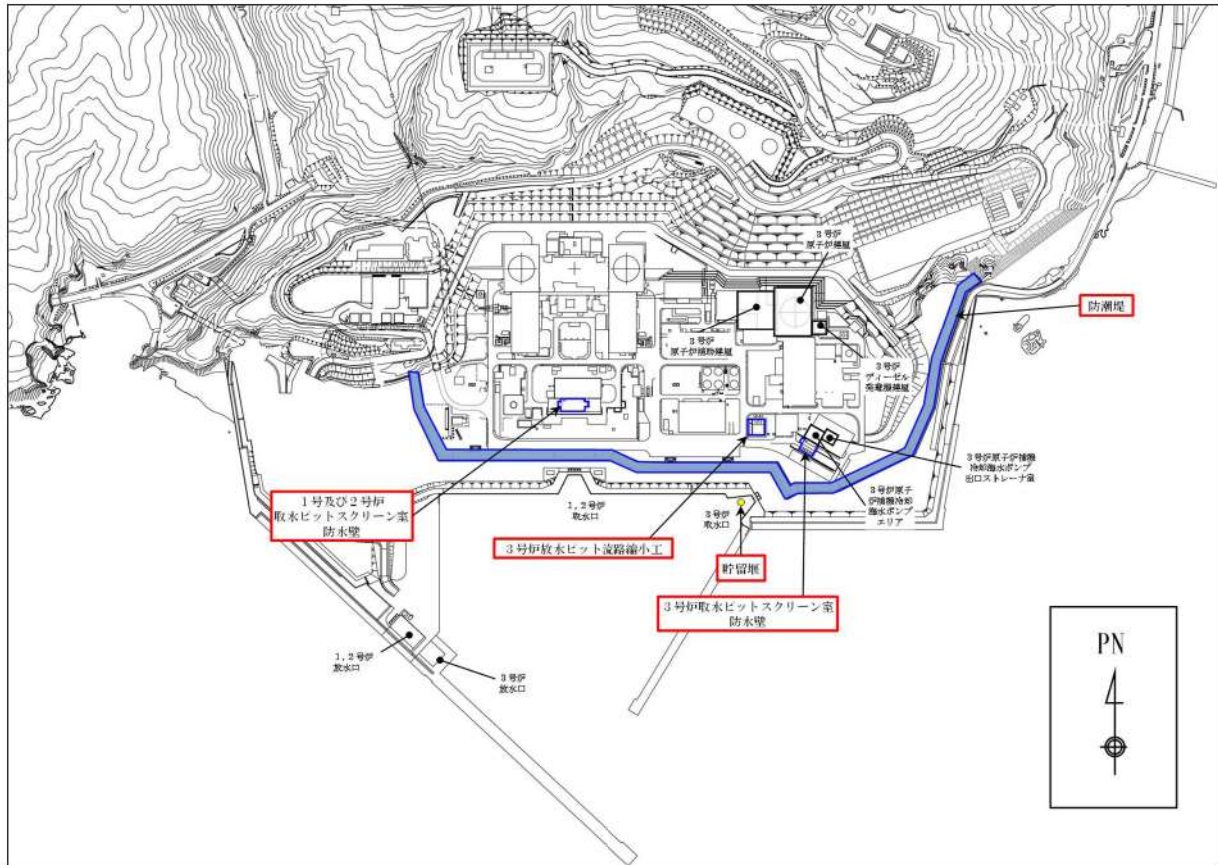 3号炉
原子炉建屋
防潮堤
3号炉
原子炉補助建屋
3号炉
ディーゼル
発電機建屋
3号炉原子炉補機
冷却海水ポンプ
出口ストレーナ室
3号炉原子
炉補機冷却
海水ポンプ
エリア
1号及び2号炉
取水ピットスクリーン室
防水壁
1,2号炉
取水口
3号炉
取水口
3号炉放水ピット流路縮小工
貯留堰
3号炉取水ピットスクリーン室
防水壁
1,2号炉
放水口
3号炉
放水口
PN